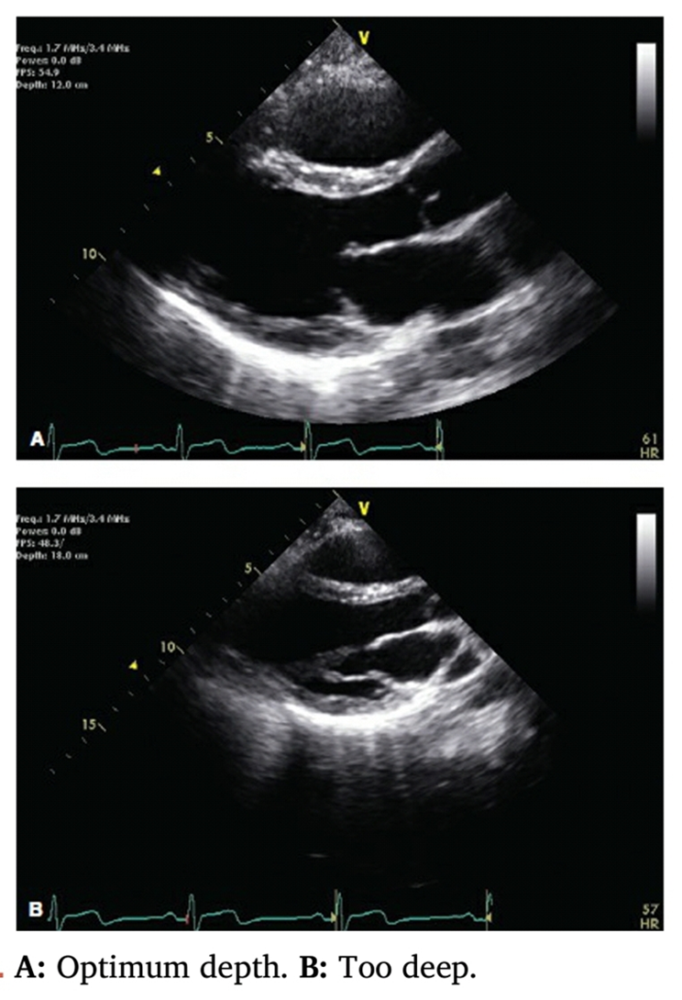 V
Freq.: 1.7 MHz/3.4 MHz
Power: 0.0 dB
FPS: 54.9
Depth: 12.0 cm
5
10
A
61
HR
V
Freq.: 1.7 MHz/3.4 MHz
Power: 0.0 dB
FPS: 48.3/
Depth: 18.0 cm
5
10
15
B
57
HR
A: Optimum depth. B: Too deep.